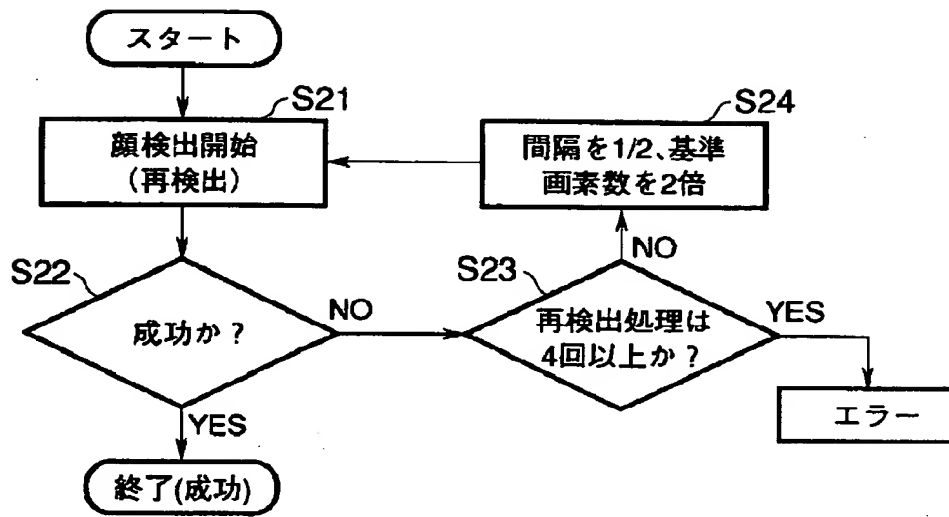 スタート
S21
顔検出開始
(再検出)
S24
間隔を1/2、基準
画素数を2倍
S22
成功か?
NO
YES
S23
再検出処理は
4回以上か?
NO
YES
エラー
終了(成功)